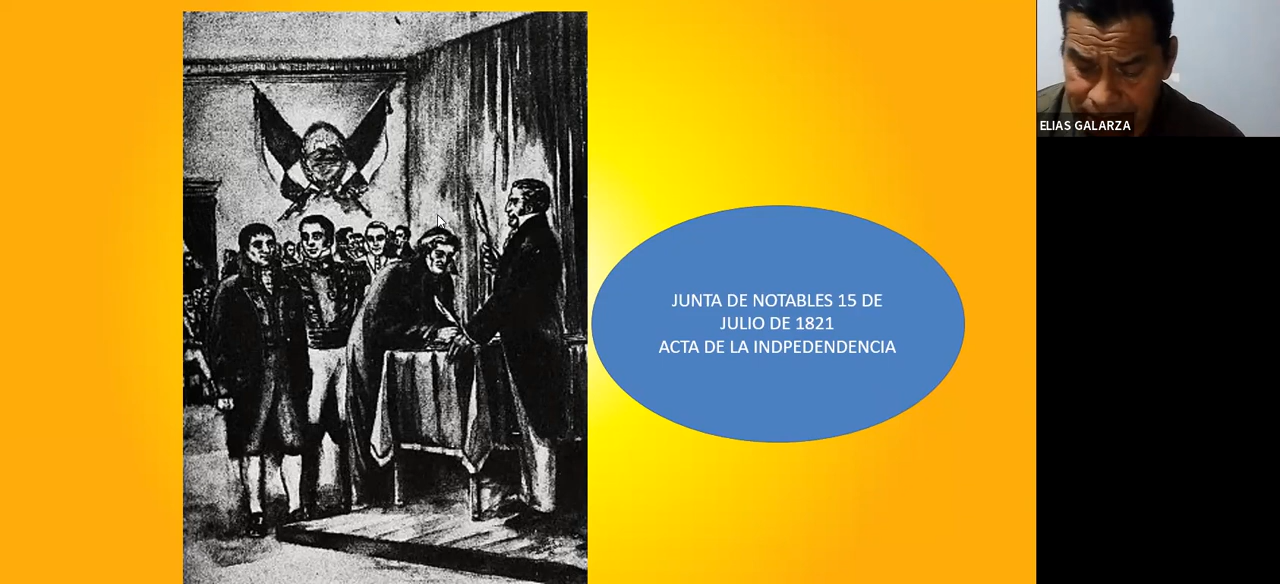 JUNTA DE NOTABLES 15 DE
JULIO DE 1821
ACTA DE LA INDPEDENDENCIA
ELIAS GALARZA